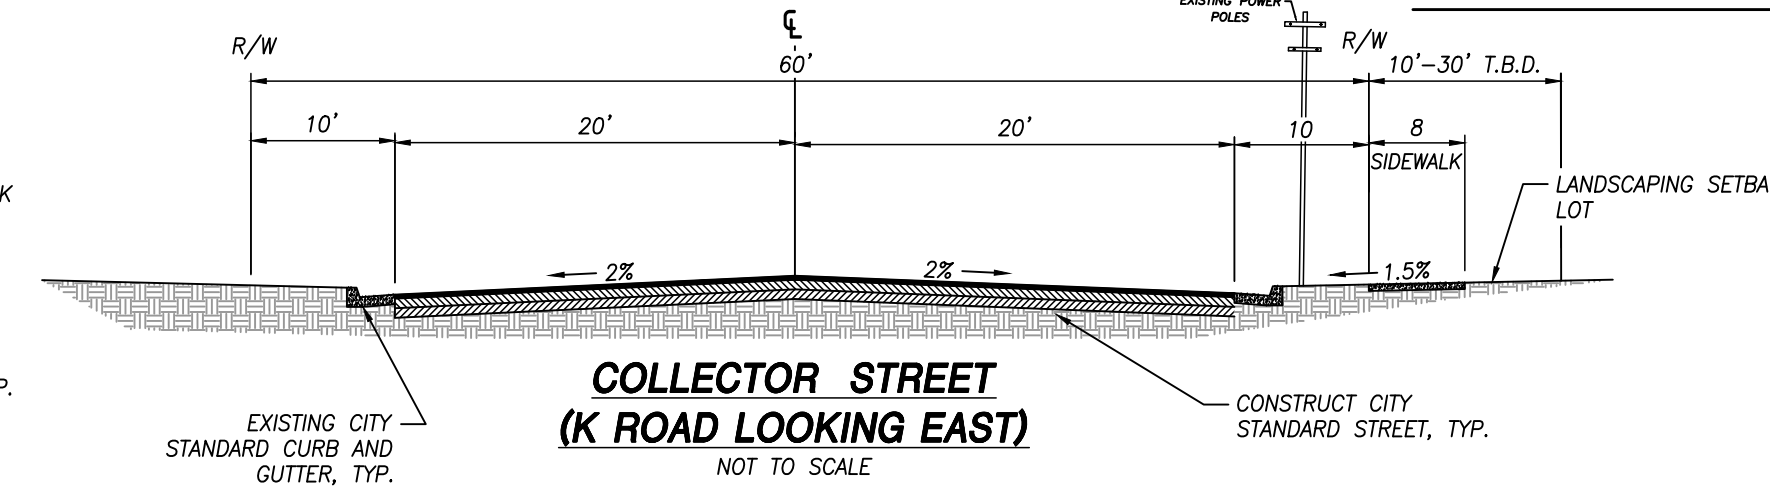 EXISTING POWER
POLES
℄
R/W
R/W
60'
10'-30' T.B.D.
10'
20'
20'
10
8
SIDEWALK
K
LANDSCAPING SETBA
LOT
2%
2%
1.5%
P.
COLLECTOR STREET
(K ROAD LOOKING EAST)
NOT TO SCALE
EXISTING CITY
STANDARD CURB AND
GUTTER, TYP.
CONSTRUCT CITY
STANDARD STREET, TYP.